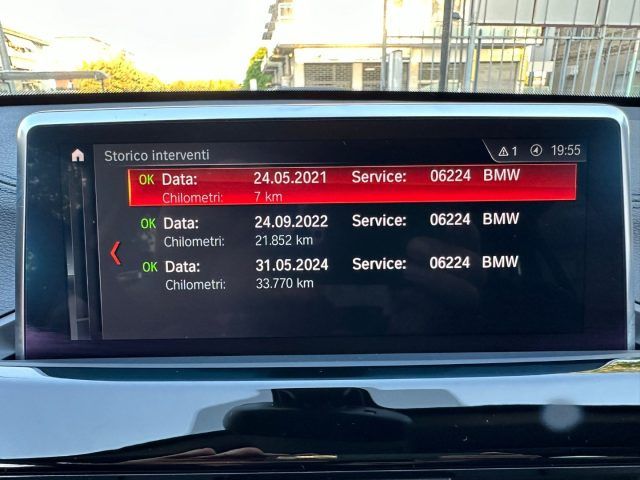 Storico interventi 1 19:55
OK Data: 24.05.2021 Service: 06224 BMW
Chilometri: 7 km
OK Data: 24.09.2022 Service: 06224 BMW
Chilometri: 21.852 km
OK Data: 31.05.2024 Service: 06224 BMW
Chilometri: 33.770 km